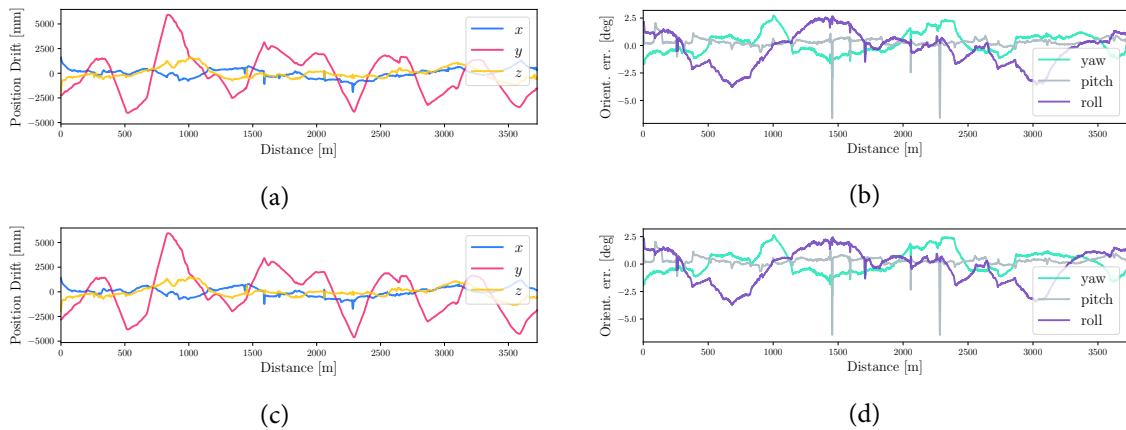 5000
2500
0
−2500
−5000
Position Drift [mm]
x
y
z
0 500 1000 1500 2000 2500 3000 3500
Distance [m]
(a)
2.5
0.0
−2.5
−5.0
Orient. err. [deg]
yaw
pitch
roll
0 500 1000 1500 2000 2500 3000 3500
Distance [m]
(b)
5000
2500
0
−2500
−5000
Position Drift [mm]
x
y
z
0 500 1000 1500 2000 2500 3000 3500
Distance [m]
(c)
2.5
0.0
−2.5
−5.0
Orient. err. [deg]
yaw
pitch
roll
0 500 1000 1500 2000 2500 3000 3500
Distance [m]
(d)